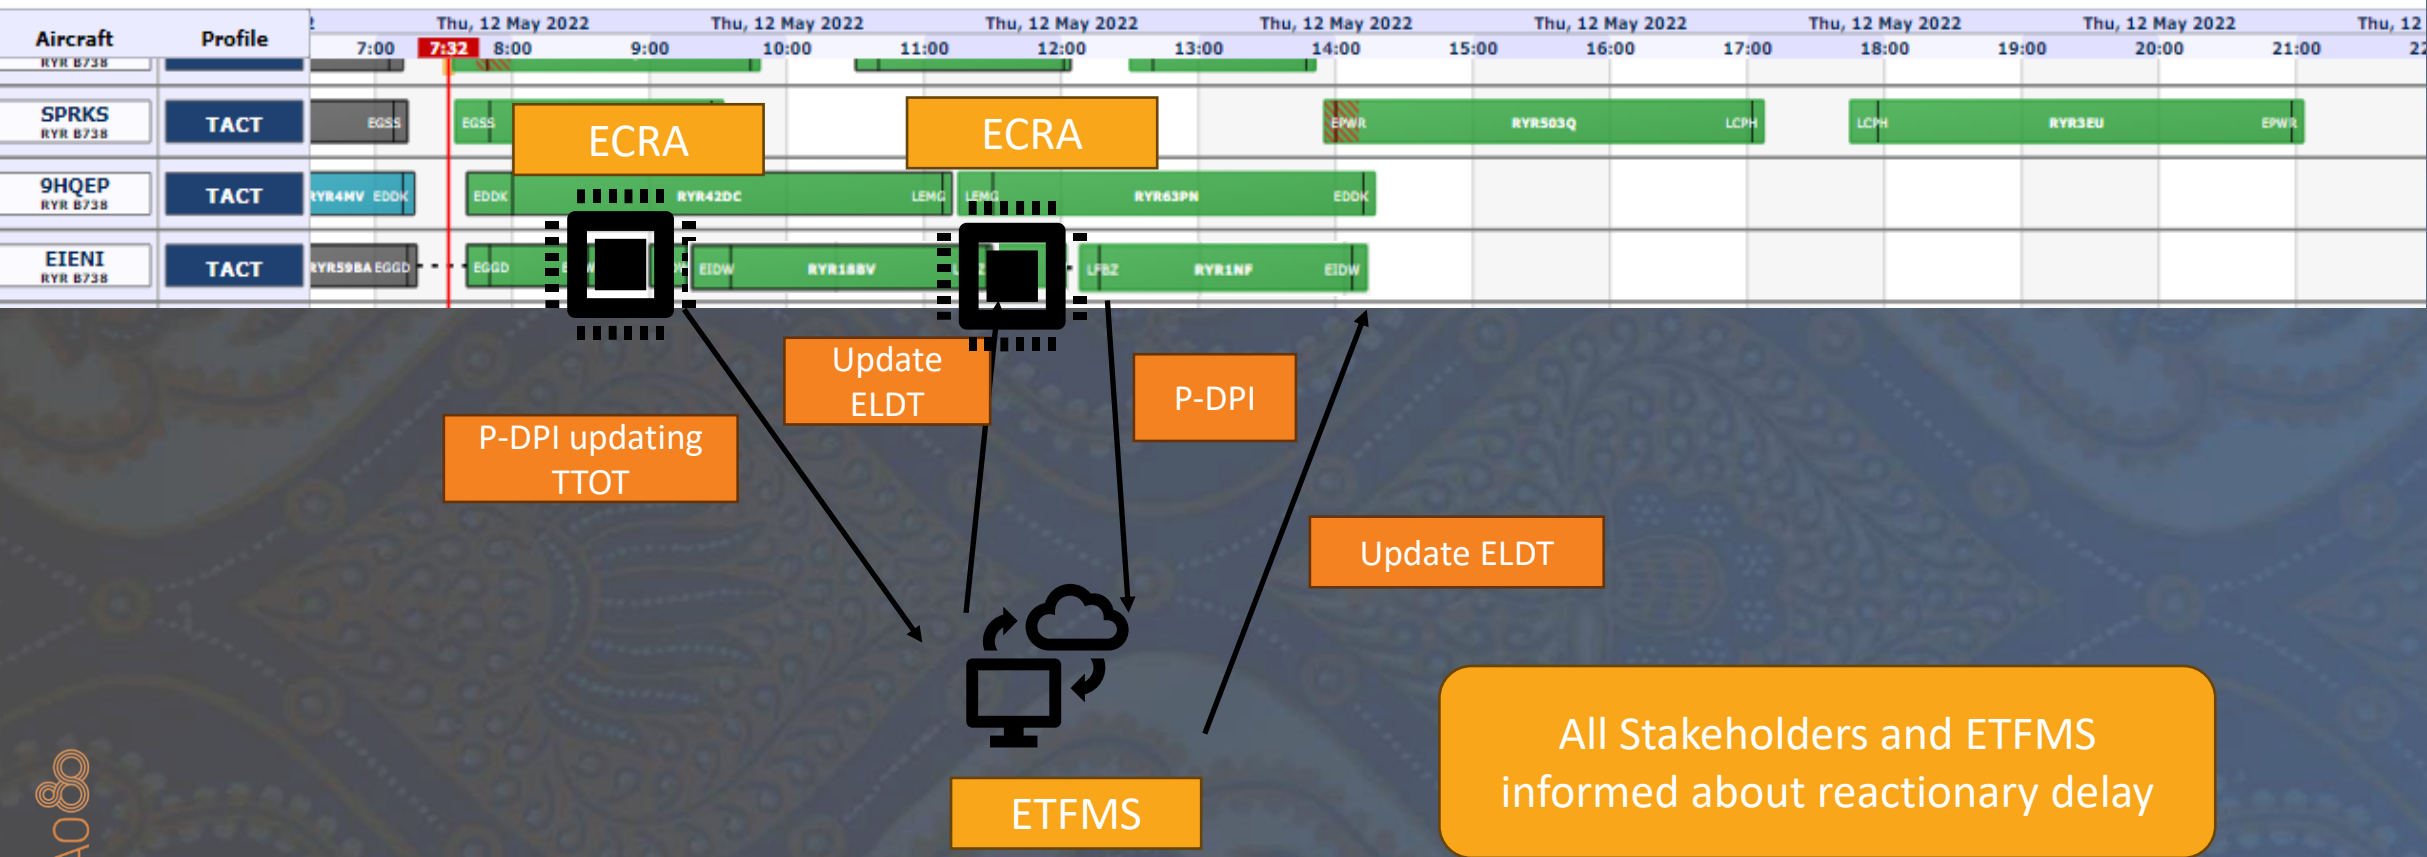 Thu, 12 May 2022 Thu, 12 May 2022 Thu, 12 May 2022 Thu, 12 May 2022 Thu, 12 May 2022 Thu, 12 May 2022 Thu, 12 May 2022 Thu, 12
Aircraft Profile
7:00 7:32 8:00 9:00 10:00 11:00 12:00 13:00 14:00 15:00 16:00 17:00 18:00 19:00 20:00 21:00
RYR B738
SPRKS
RYR B738
TACT
EGSS EGSS EPWR RYR503Q LCPH LCPH RYR3EU EPWR
ECRA
ECRA
9HQEP
RYR B738
TACT
RYR4MV EDDK EDDK RYR42DC LEMG LEMG RYR63PN EDDK
EIENI
RYR B738
TACT
RYR59BA EGGD EGGD EIDW RYR18BV LFBZ RYR1NF EIDW
Update
ELDT
P-DPI
P-DPI updating
TTOT
Update ELDT
ETFMS
All Stakeholders and ETFMS
informed about reactionary delay